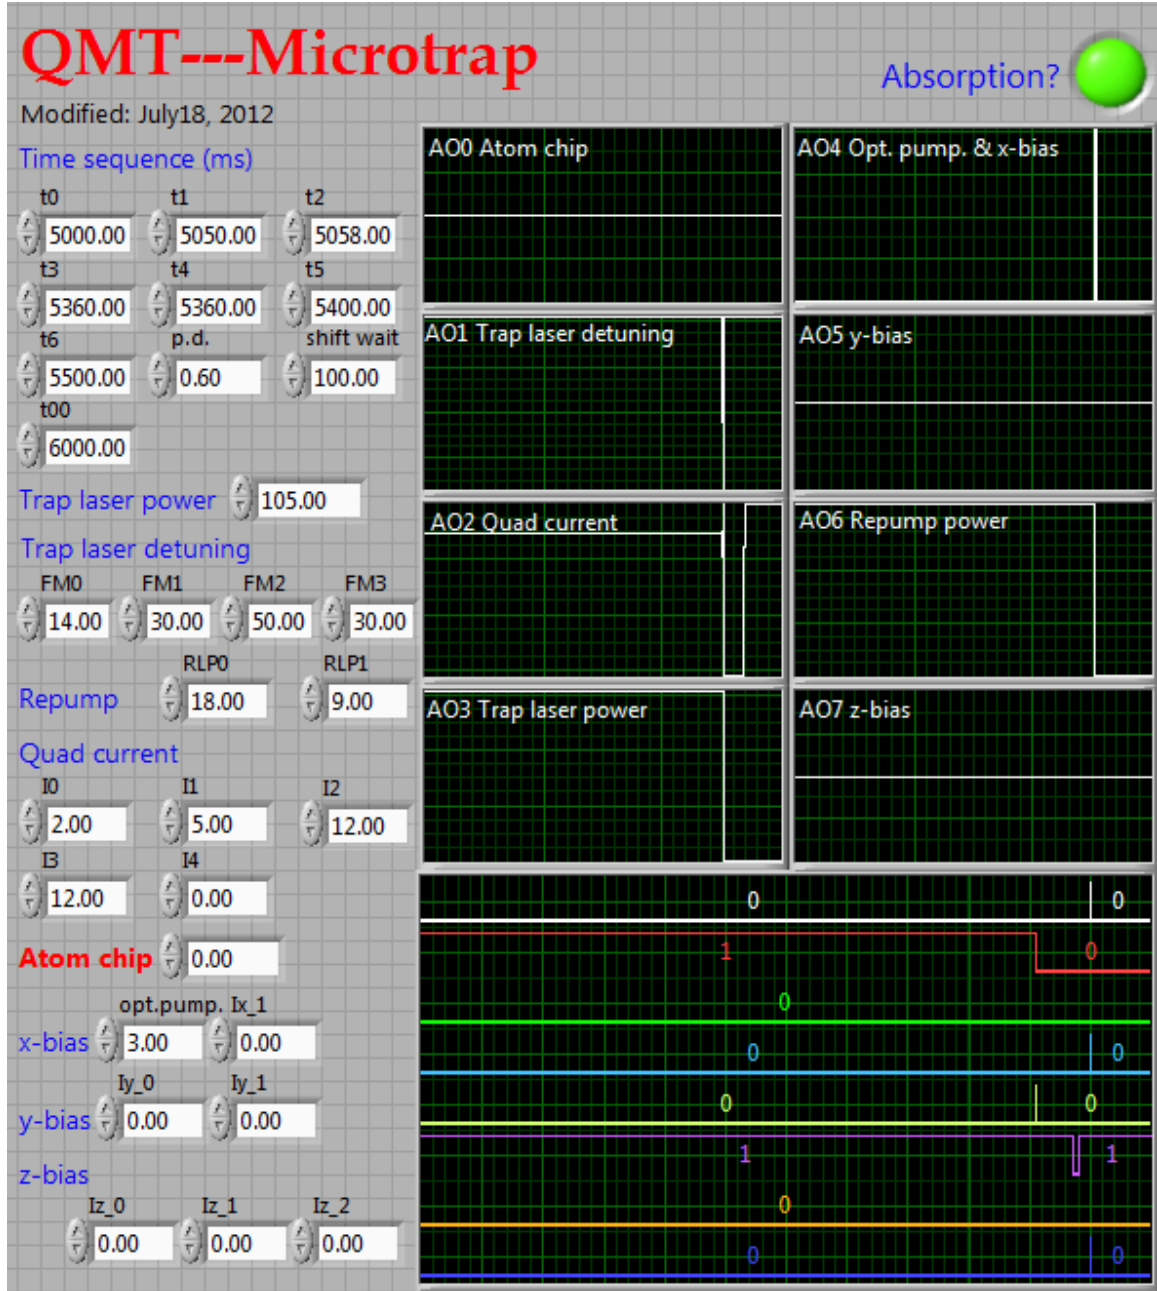 QMT---Microtrap
Absorption?
Modified: July18, 2012
Time sequence (ms)
t0 t1 t2
5000.00 5050.00 5058.00
t3 t4 t5
5360.00 5360.00 5400.00
t6 p.d. shift wait
5500.00 0.60 100.00
t00
6000.00
Trap laser power 105.00
Trap laser detuning
FM0 FM1 FM2 FM3
14.00 30.00 50.00 30.00
RLP0 RLP1
Repump 18.00 9.00
Quad current
I0 I1 I2
2.00 5.00 12.00
I3 I4
12.00 0.00
Atom chip 0.00
opt.pump. Ix_1
x-bias 3.00 0.00
Iy_0 Iy_1
y-bias 0.00 0.00
z-bias
Iz_0 Iz_1 Iz_2
0.00 0.00 0.00
AO0 Atom chip
AO4 Opt. pump. & x-bias
AO1 Trap laser detuning
AO5 y-bias
AO2 Quad current
AO6 Repump power
AO3 Trap laser power
AO7 z-bias
0 0
1 0
0
0 0
0 0
1 1
0
0 0